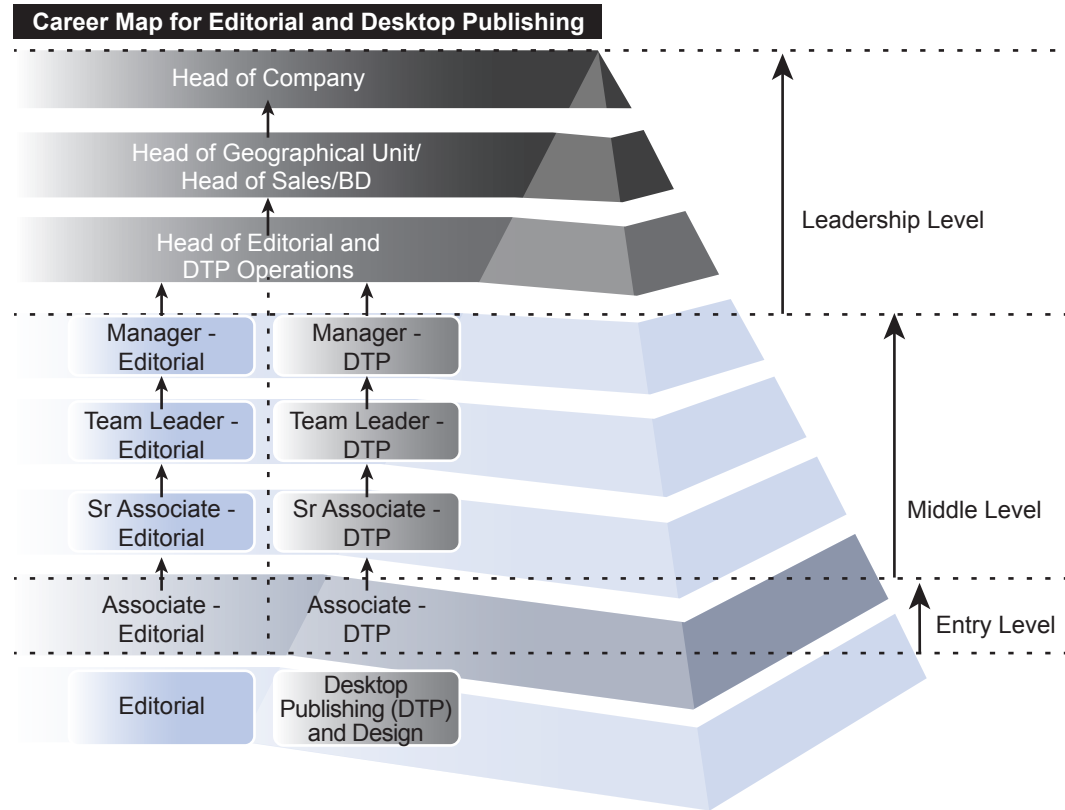 Career Map for Editorial and Desktop Publishing
Head of Company
Head of Geographical Unit/
Head of Sales/BD
Head of Editorial and
DTP Operations
Leadership Level
Manager -
Editorial
Manager -
DTP
Team Leader -
Editorial
Team Leader -
DTP
Sr Associate -
Editorial
Sr Associate -
DTP
Middle Level
Associate -
Editorial
Associate -
DTP
Entry Level
Editorial
Desktop
Publishing (DTP)
and Design